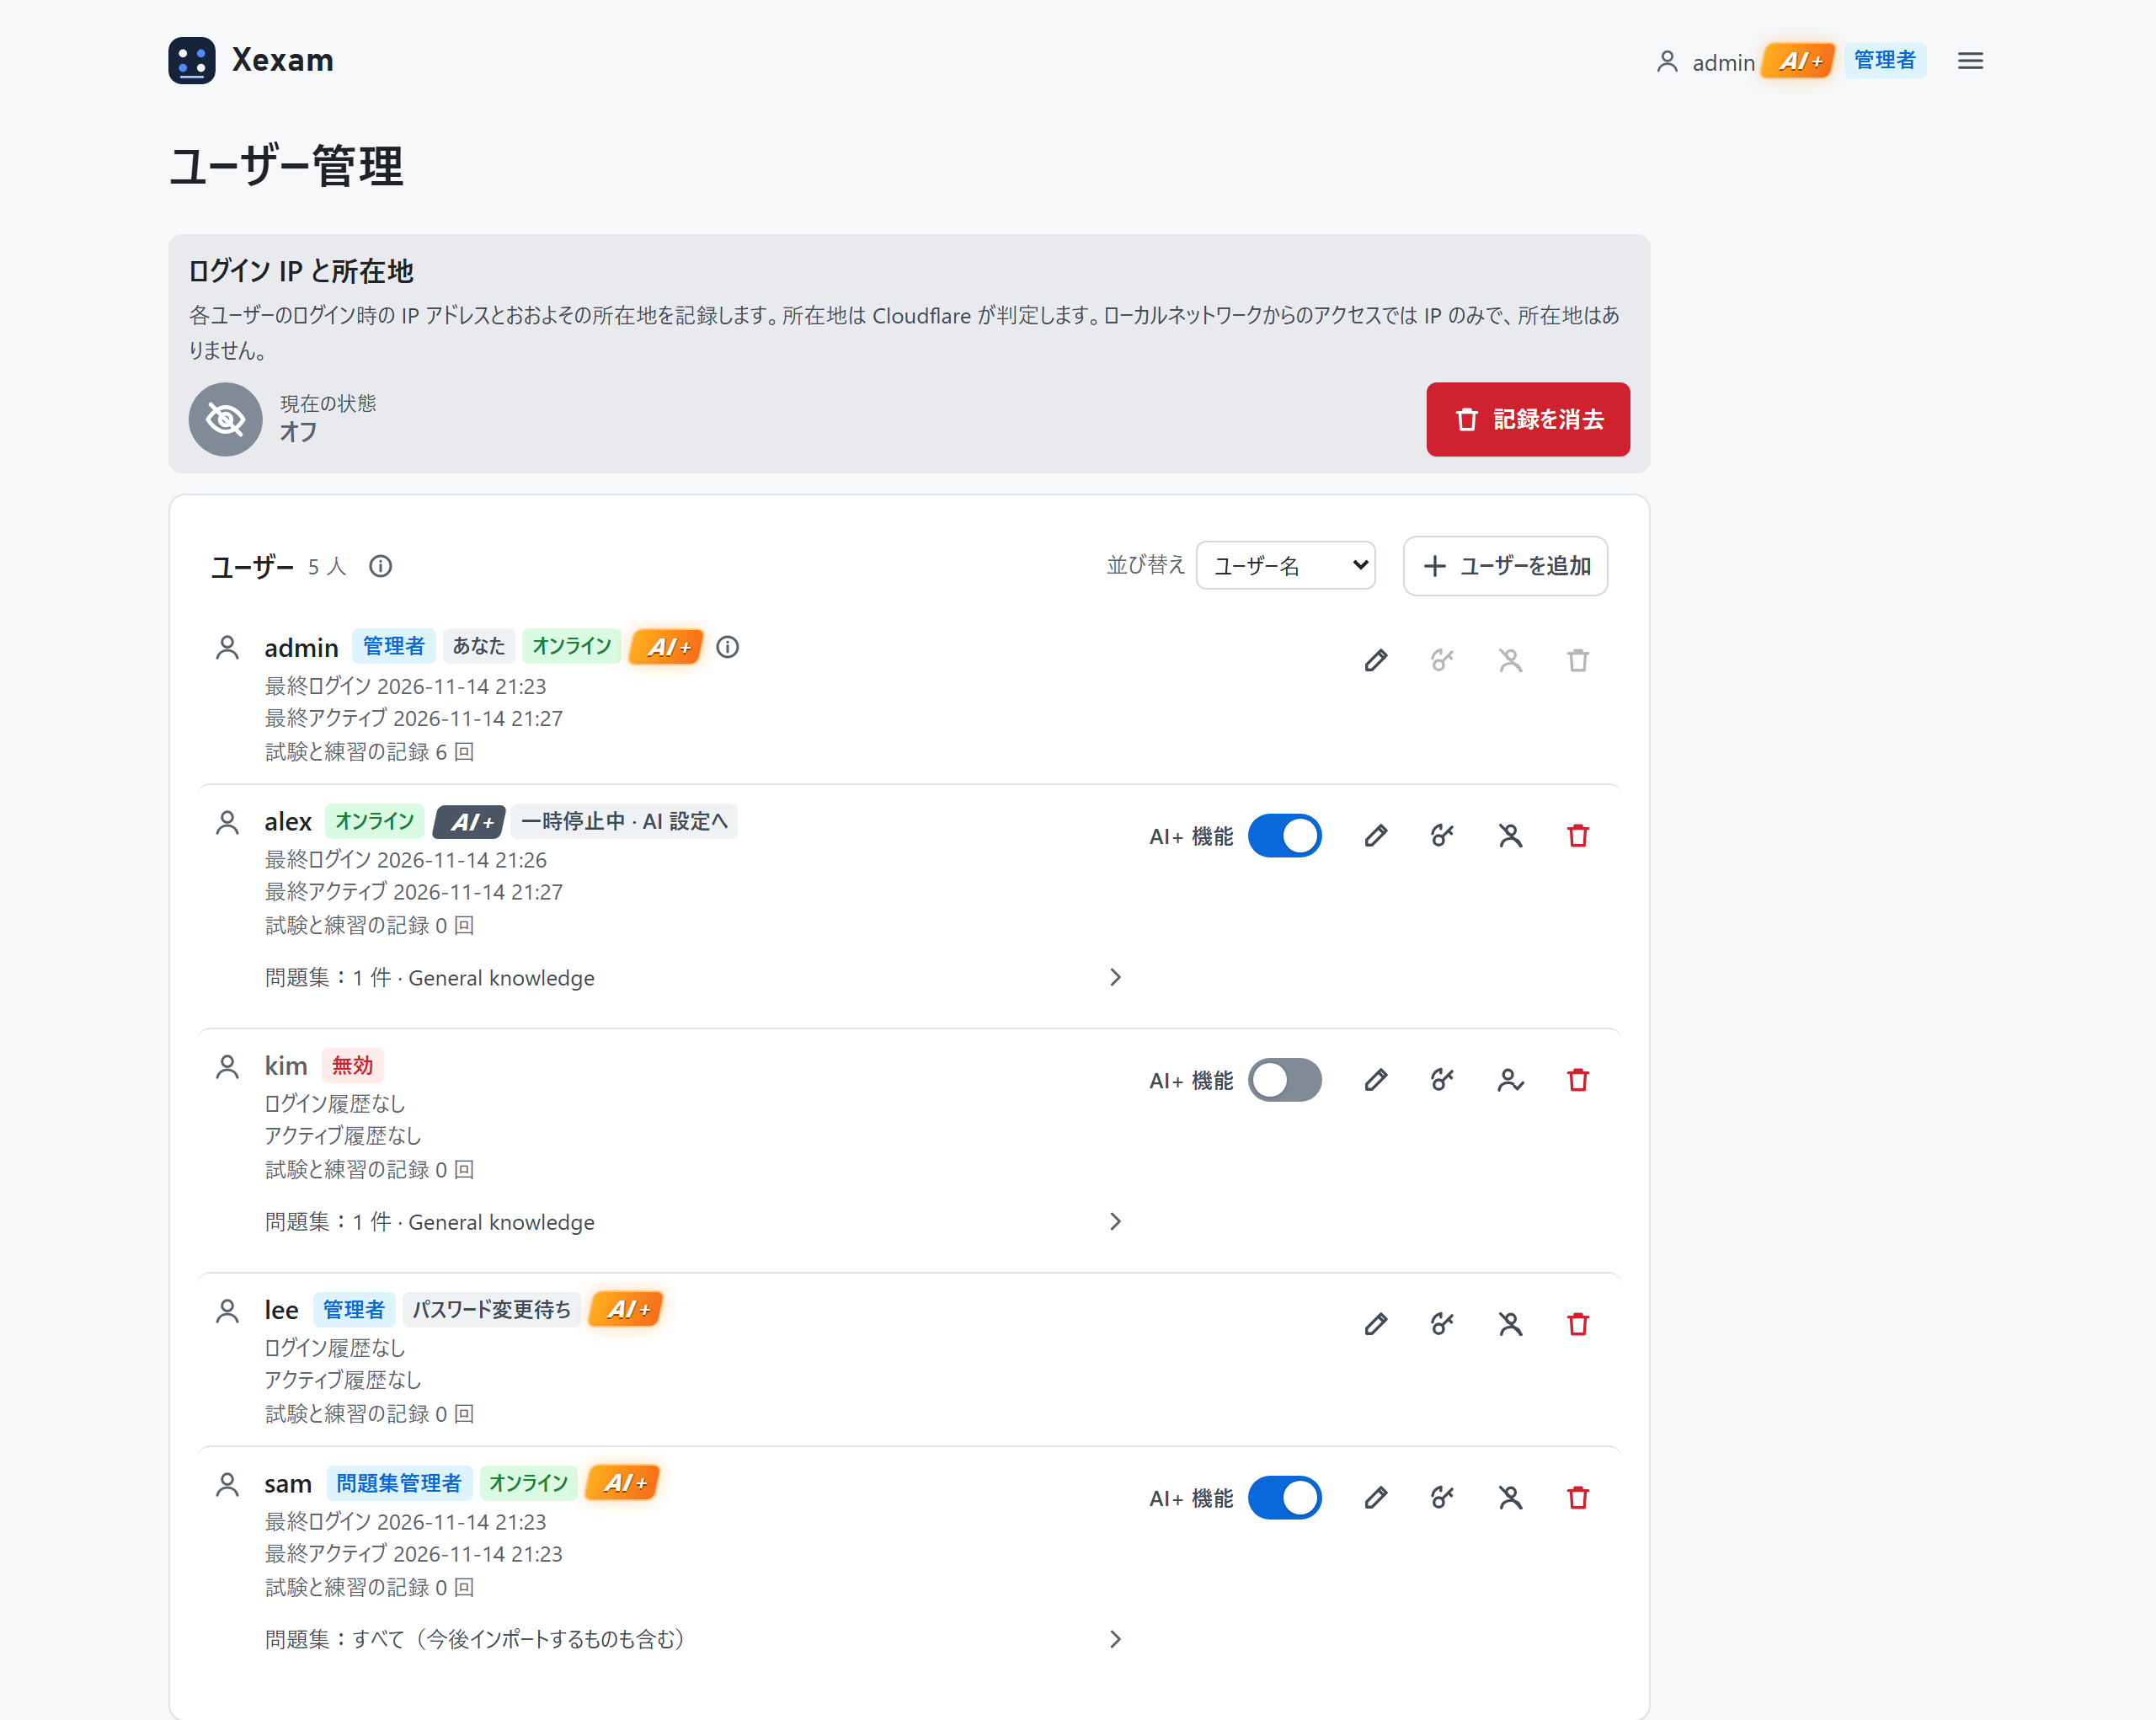 Xexam
admin AI+ 管理者
ユーザー管理
ログイン IP と所在地
各ユーザーのログイン時の IP アドレスとおおよその所在地を記録します。所在地は Cloudflare が判定します。ローカルネットワークからのアクセスでは IP のみで、所在地はあ
りません。
現在の状態
オフ
記録を消去
ユーザー 5 人
並び替え ユーザー名
ユーザーを追加
admin 管理者 あなた オンライン AI+
最終ログイン 2026-11-14 21:23
最終アクティブ 2026-11-14 21:27
試験と練習の記録 6 回
alex オンライン AI+ 一時停止中 · AI 設定へ
AI+ 機能
最終ログイン 2026-11-14 21:26
最終アクティブ 2026-11-14 21:27
試験と練習の記録 0 回
問題集：1 件 · General knowledge
kim 無効
AI+ 機能
ログイン履歴なし
アクティブ履歴なし
試験と練習の記録 0 回
問題集：1 件 · General knowledge
lee 管理者 パスワード変更待ち AI+
ログイン履歴なし
アクティブ履歴なし
試験と練習の記録 0 回
sam 問題集管理者 オンライン AI+
AI+ 機能
最終ログイン 2026-11-14 21:23
最終アクティブ 2026-11-14 21:23
試験と練習の記録 0 回
問題集：すべて（今後インポートするものも含む）